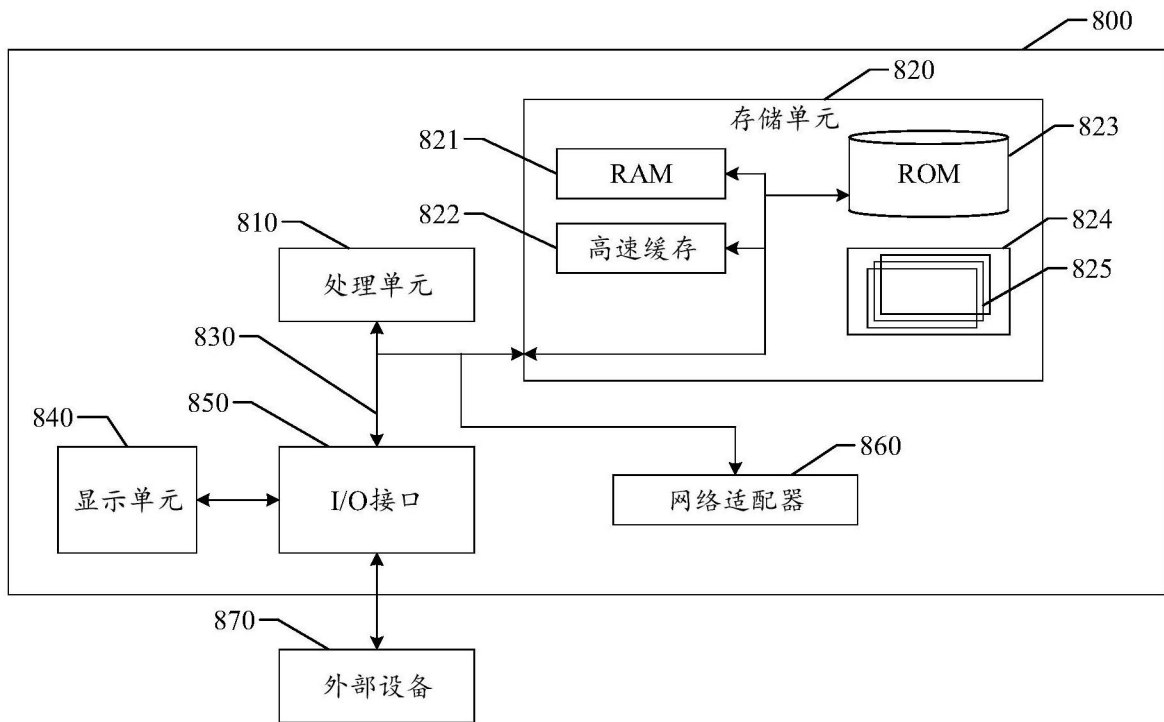 800
820
存储单元
821
823
RAM
ROM
822
810
824
高速缓存
825
处理单元
830
850
840
860
显示单元
I/O接口
网络适配器
870
外部设备